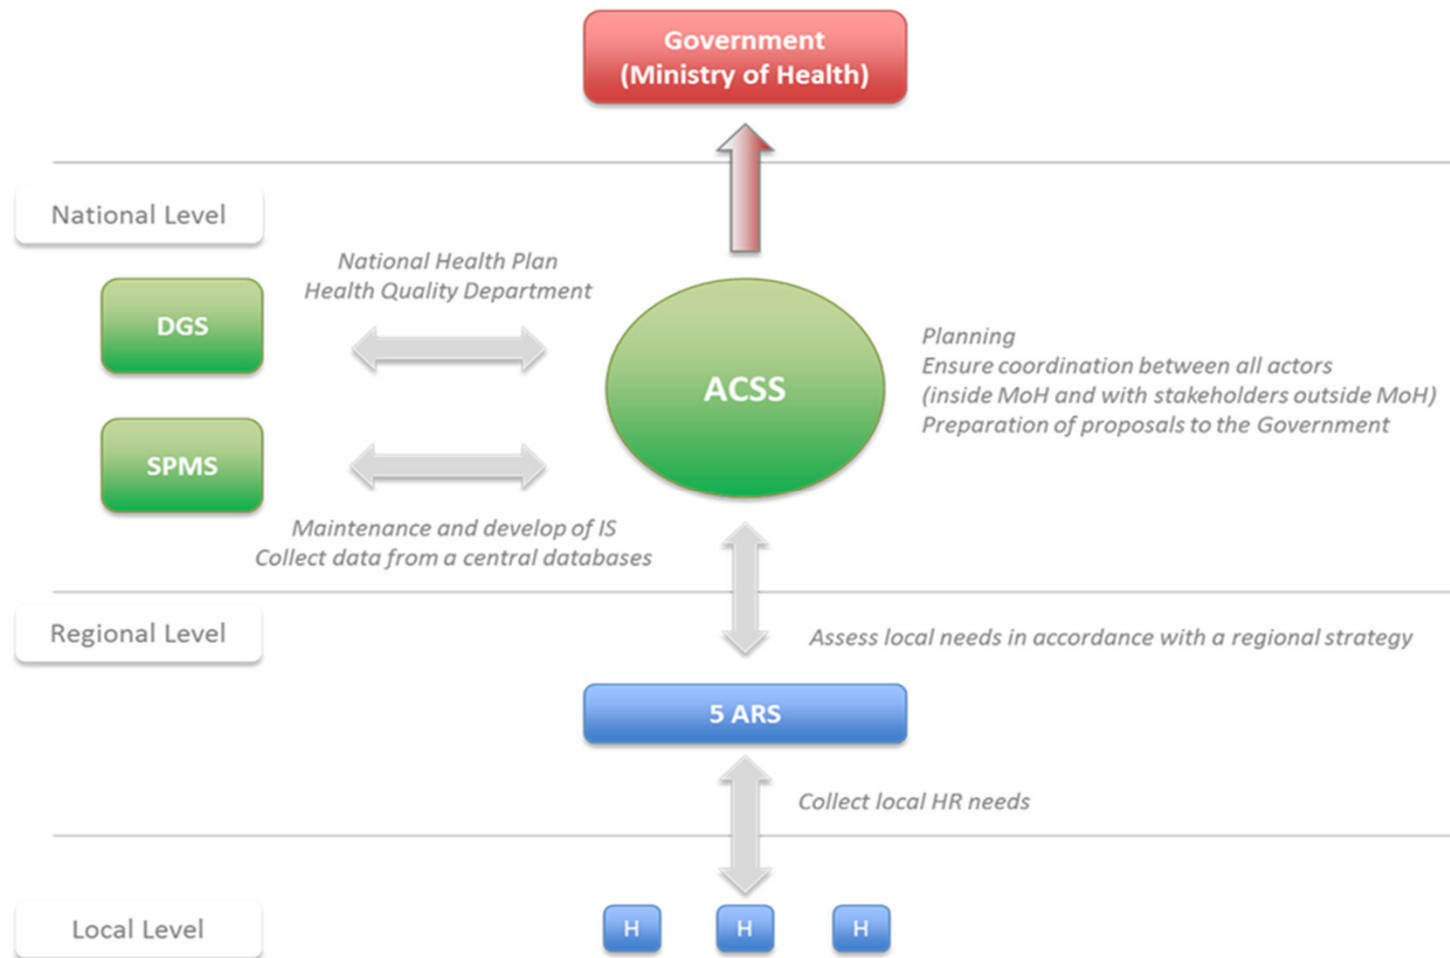 Government
(Ministry of Health)
National Level
National Health Plan
Health Quality Department
DGS
ACSS
Planning
Ensure coordination between all actors
(inside MoH and with stakeholders outside MoH)
Preparation of proposals to the Government
SPMS
Maintenance and develop of IS
Collect data from a central databases
Regional Level
Assess local needs in accordance with a regional strategy
5 ARS
Collect local HR needs
Local Level
H
H
H